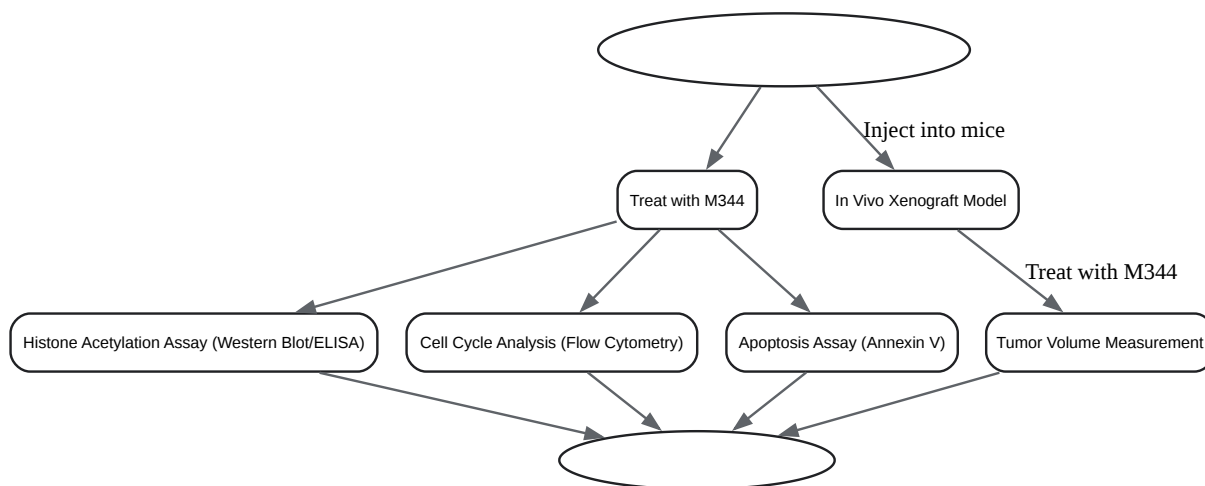 Inject into mice
Treat with M344
In Vivo Xenograft Model
Treat with M344
Histone Acetylation Assay (Western Blot/ELISA)
Cell Cycle Analysis (Flow Cytometry)
Apoptosis Assay (Annexin V)
Tumor Volume Measurement